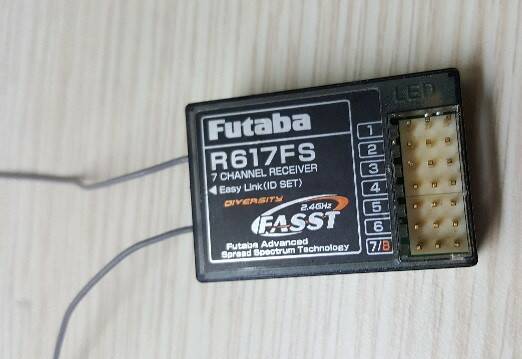 LED
Futaba
R617FS
7 CHANNEL RECEIVER
Easy Link(ID SET)
DIVERSITY
2.4GHz
FASST
Futaba Advanced
Spread Spectrum Technology
1
2
3
4
5
6
7/B